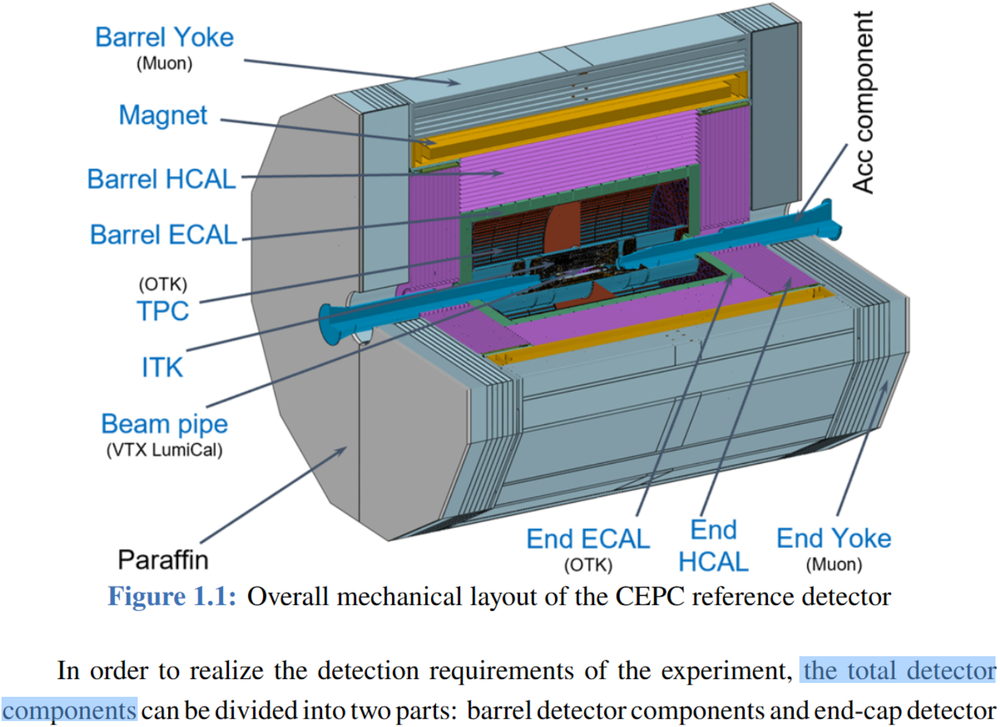 Barrel Yoke
(Muon)
Magnet
Barrel HCAL
Barrel ECAL
(OTK)
TPC
ITK
Beam pipe
(VTX LumiCal)
Paraffin
Acc component
End ECAL
(OTK)
End
HCAL
End Yoke
(Muon)
Figure 1.1: Overall mechanical layout of the CEPC reference detector
In order to realize the detection requirements of the experiment, the total detector
components can be divided into two parts: barrel detector components and end-cap detector